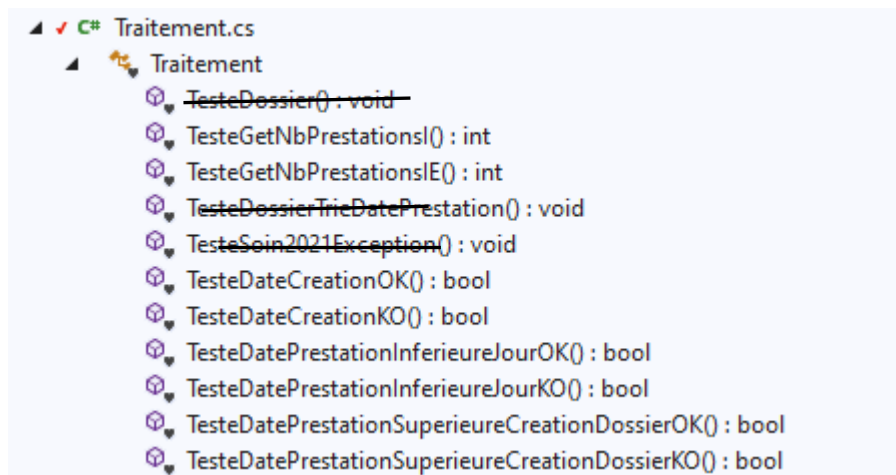 C# Traitement.cs
Traitement
TesteDossier() : void
TesteGetNbPrestationsI() : int
TesteGetNbPrestationsIE() : int
TesteDossierTrieDatePrestation() : void
TesteSoin2021Exception() : void
TesteDateCreationOK() : bool
TesteDateCreationKO() : bool
TesteDatePrestationInferieureJourOK() : bool
TesteDatePrestationInferieureJourKO() : bool
TesteDatePrestationSuperieureCreationDossierOK() : bool
TesteDatePrestationSuperieureCreationDossierKO() : bool